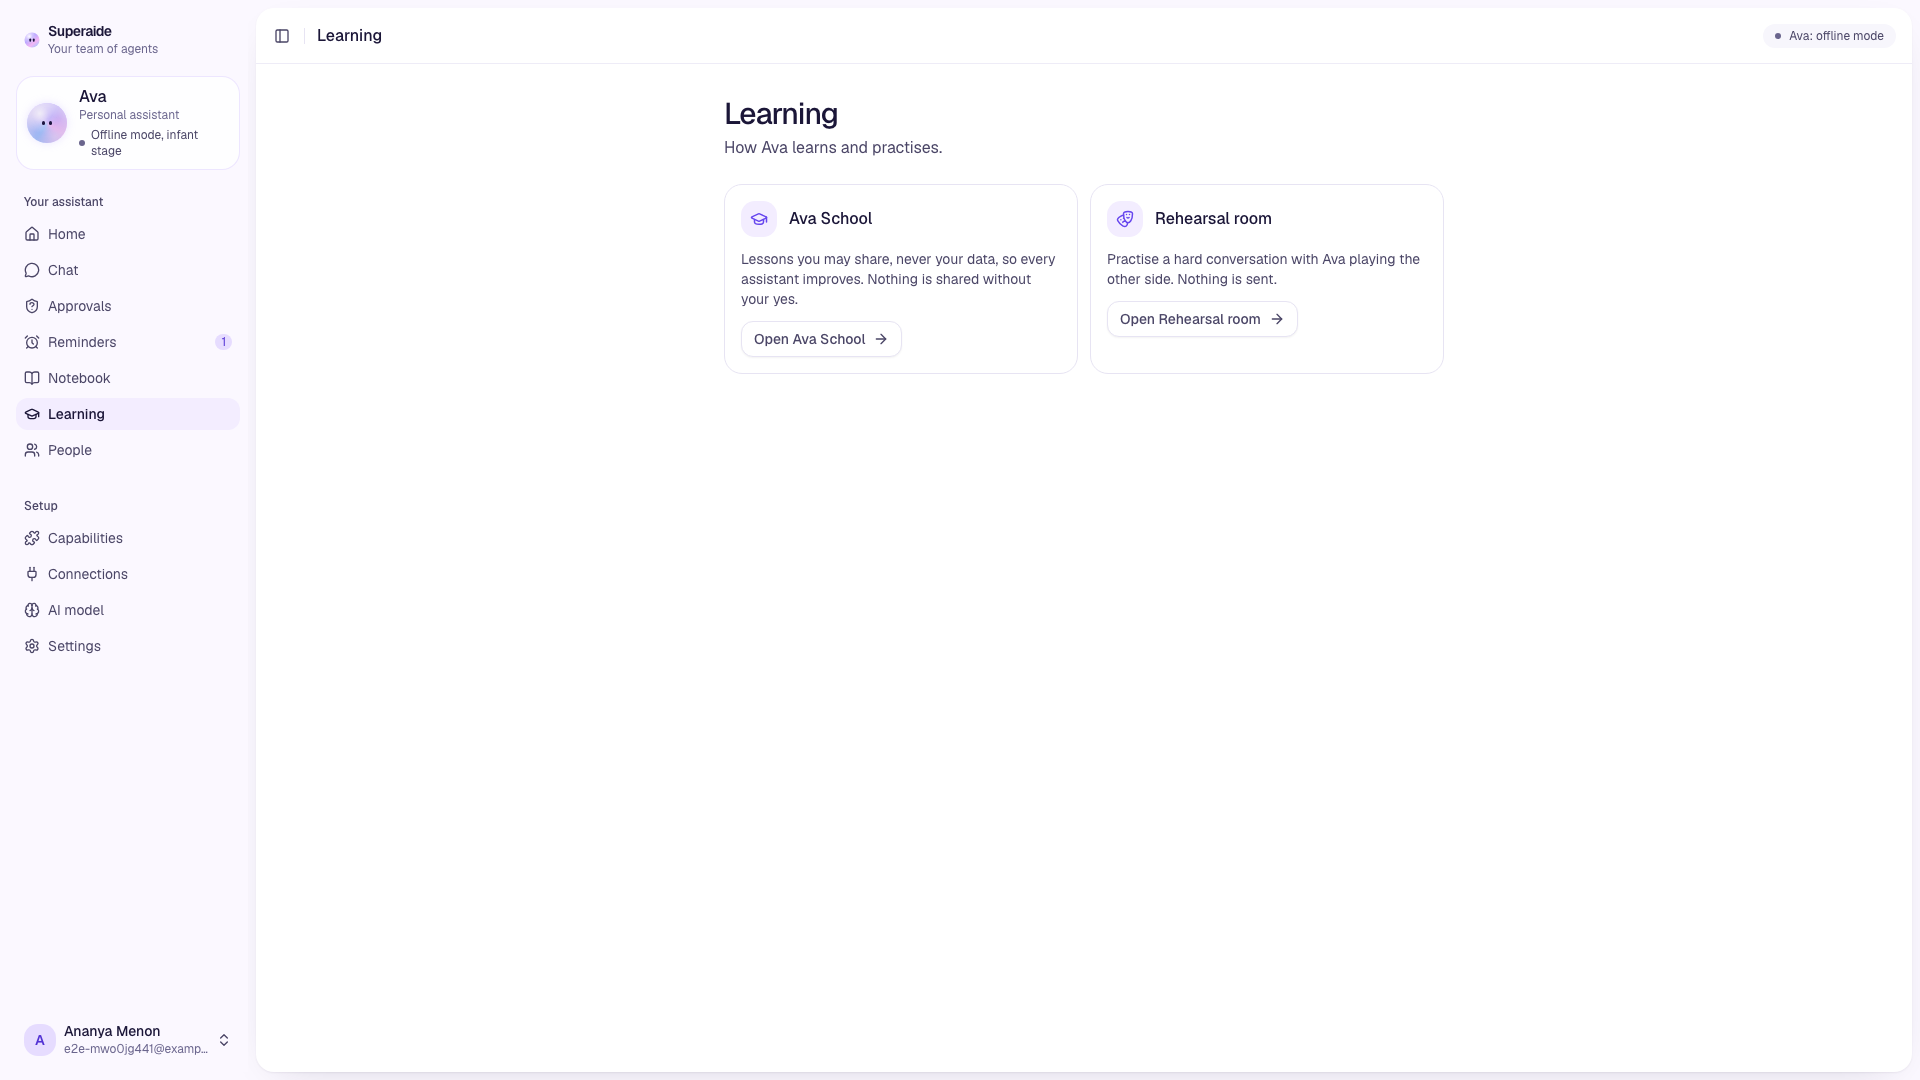 Superaide
Your team of agents
Ava
Personal assistant
Offline mode, infant
stage
Your assistant
Home
Chat
Approvals
Reminders
1
Notebook
Learning
People
Setup
Capabilities
Connections
AI model
Settings
A
Ananya Menon
e2e-mwo0jg441@examp...
Learning
Ava: offline mode
Learning
How Ava learns and practises.
Ava School
Lessons you may share, never your data, so every
assistant improves. Nothing is shared without
your yes.
Open Ava School
Rehearsal room
Practise a hard conversation with Ava playing the
other side. Nothing is sent.
Open Rehearsal room